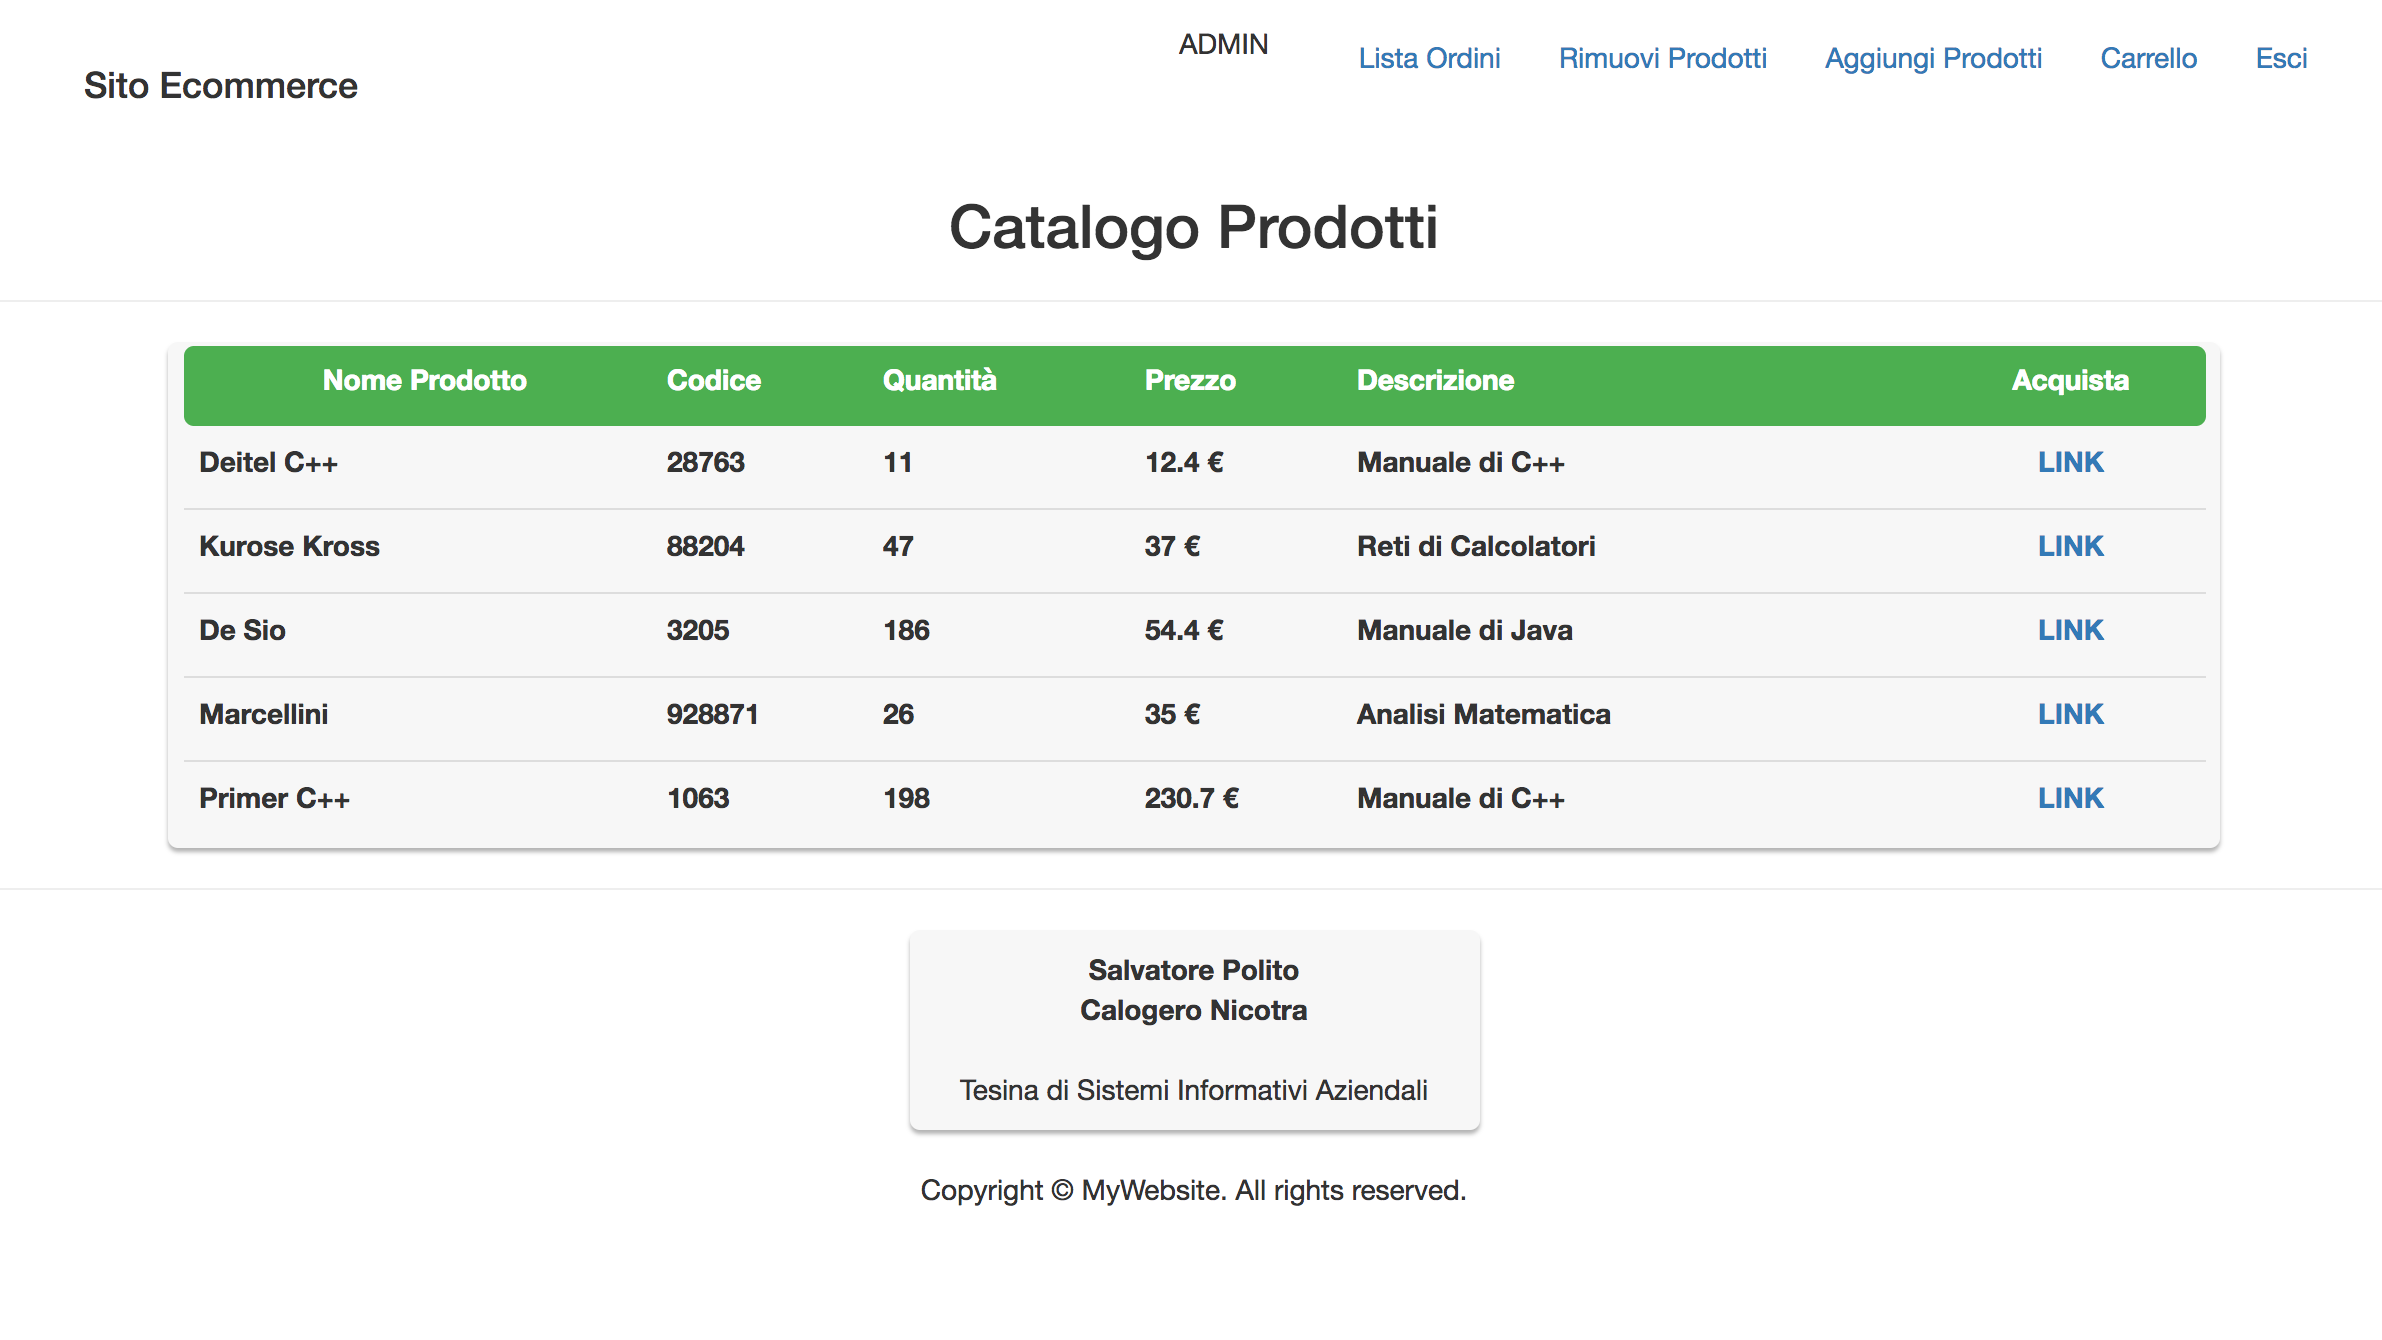 Sito Ecommerce
ADMIN Lista Ordini Rimuovi Prodotti Aggiungi Prodotti Carrello Esci
Catalogo Prodotti
Nome Prodotto Codice Quantità Prezzo Descrizione Acquista
Deitel C++ 28763 11 12.4 € Manuale di C++ LINK
Kurose Kross 88204 47 37 € Reti di Calcolatori LINK
De Sio 3205 186 54.4 € Manuale di Java LINK
Marcellini 928871 26 35 € Analisi Matematica LINK
Primer C++ 1063 198 230.7 € Manuale di C++ LINK
Salvatore Polito
Calogero Nicotra
Tesina di Sistemi Informativi Aziendali
Copyright © MyWebsite. All rights reserved.